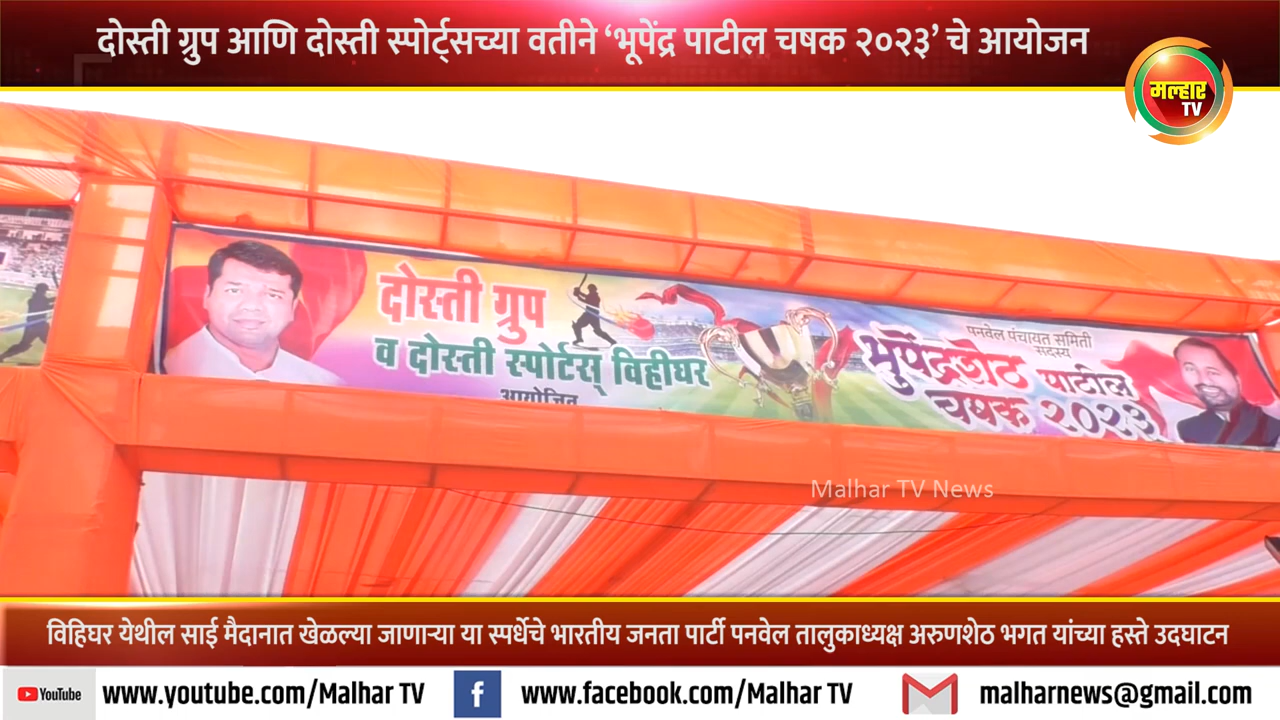 दोस्ती ग्रुप आणि दोस्ती स्पोर्ट्सच्या वतीने ‘भूपेंद्र पाटील चषक २०२३’ चे आयोजन
मल्हार
TV
दोस्ती ग्रुप
व दोस्ती स्पोर्टस् विहीघर
आयोजित
पनवेल पंचायत समिती
सदस्य
भुपेंद्रशेठ पाटील
चषक २०२३
Malhar TV News
विहिघर येथील साई मैदानात खेळल्या जाणाऱ्या या स्पर्धेचे भारतीय जनता पार्टी पनवेल तालुकाध्यक्ष अरुणशेठ भगत यांच्या हस्ते उदघाटन
YouTube www.youtube.com/Malhar TV f www.facebook.com/Malhar TV malharnews@gmail.com